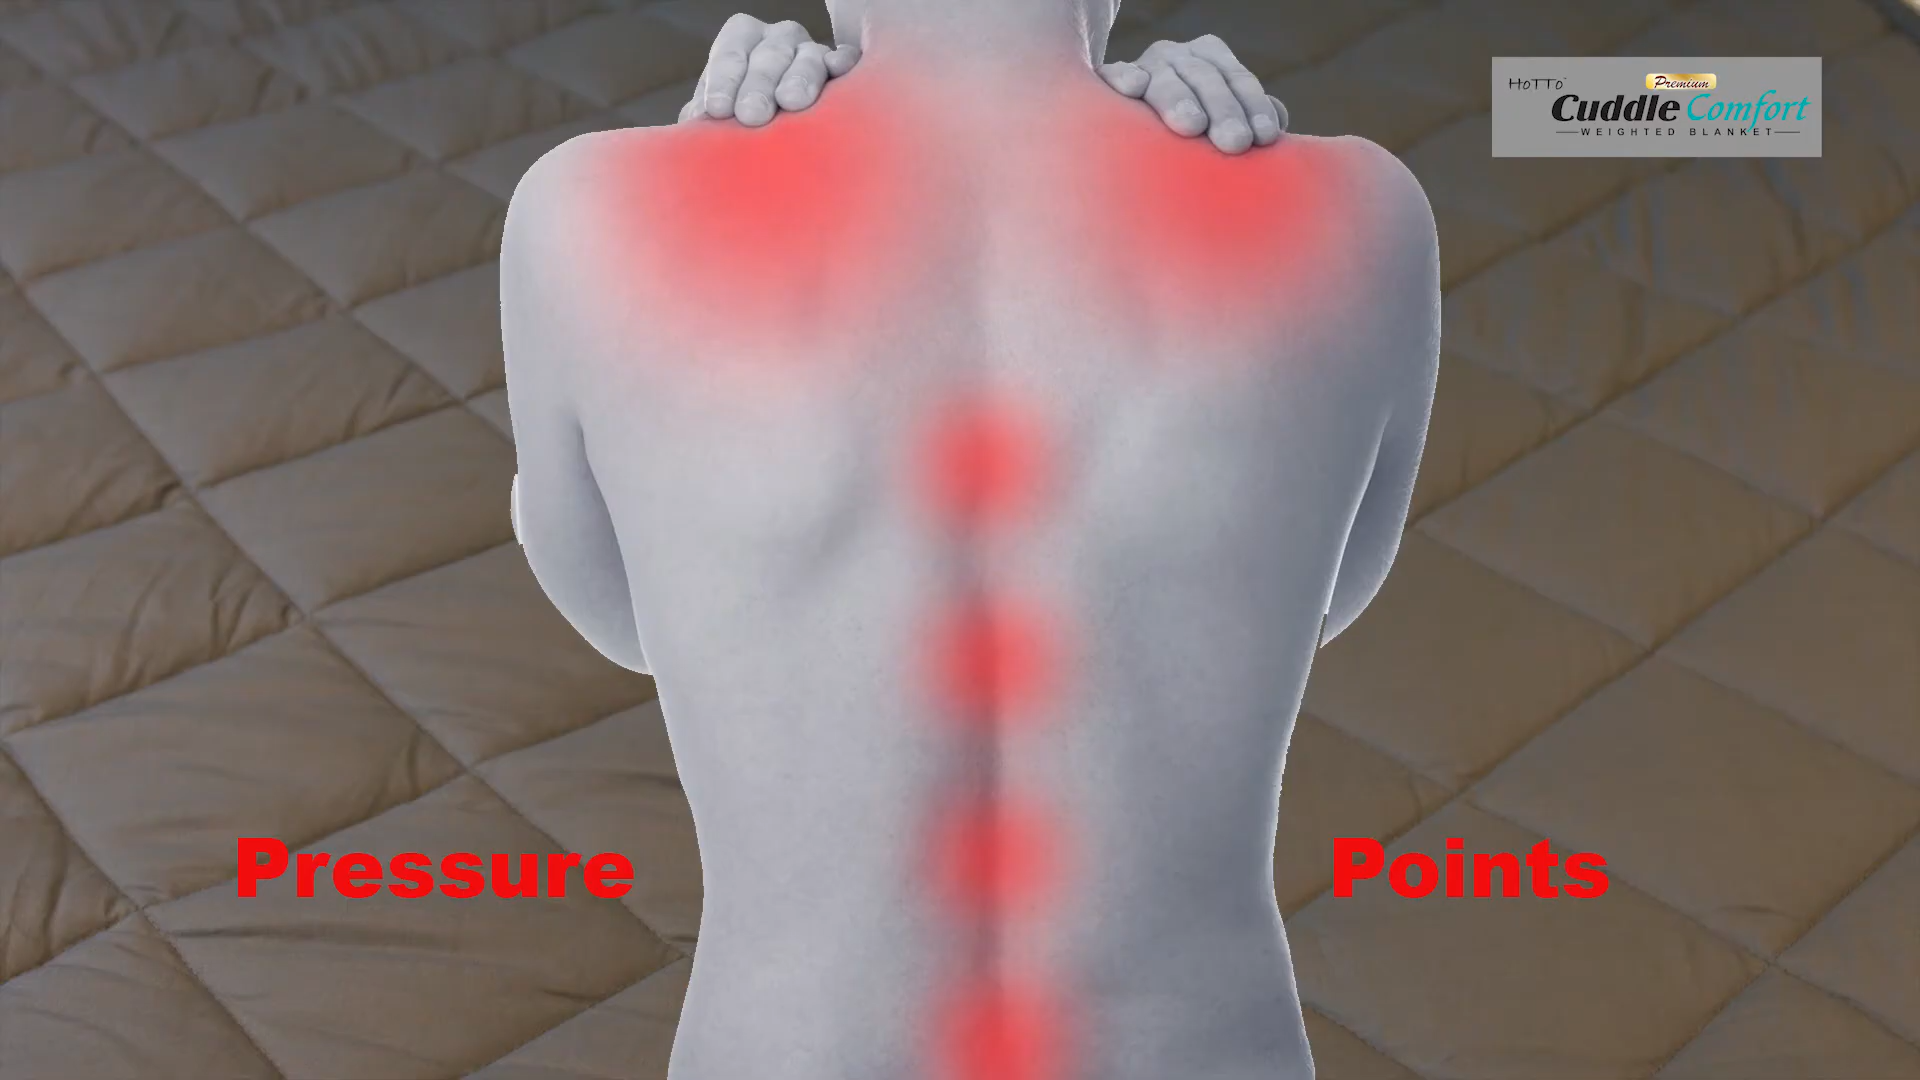 HoTTo
Premium
Cuddle Comfort
WEIGHTED BLANKET
Pressure Points